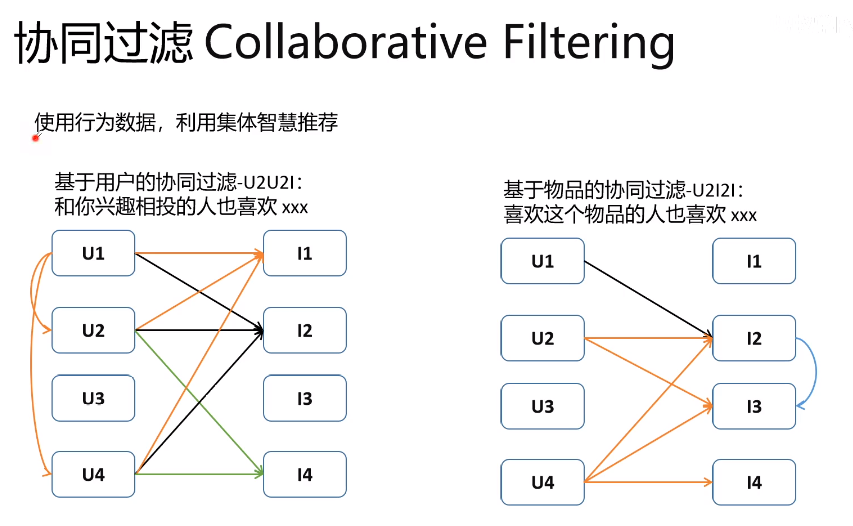 协同过滤 Collaborative Filtering
使用行为数据，利用集体智慧推荐
基于用户的协同过滤-U2U2I：
和你兴趣相投的人也喜欢 xxx
U1
I1
U2
I2
U3
I3
U4
I4
基于物品的协同过滤-U2I2I：
喜欢这个物品的人也喜欢 xxx
U1
I1
U2
I2
U3
I3
U4
I4